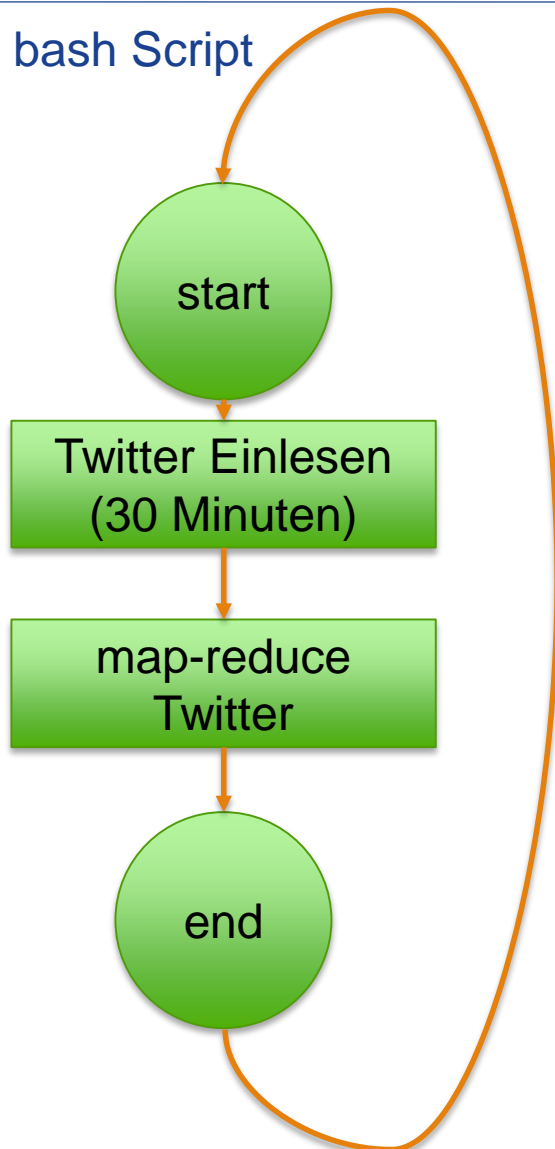 bash Script
start
Twitter Einlesen
(30 Minuten)
map-reduce
Twitter
end